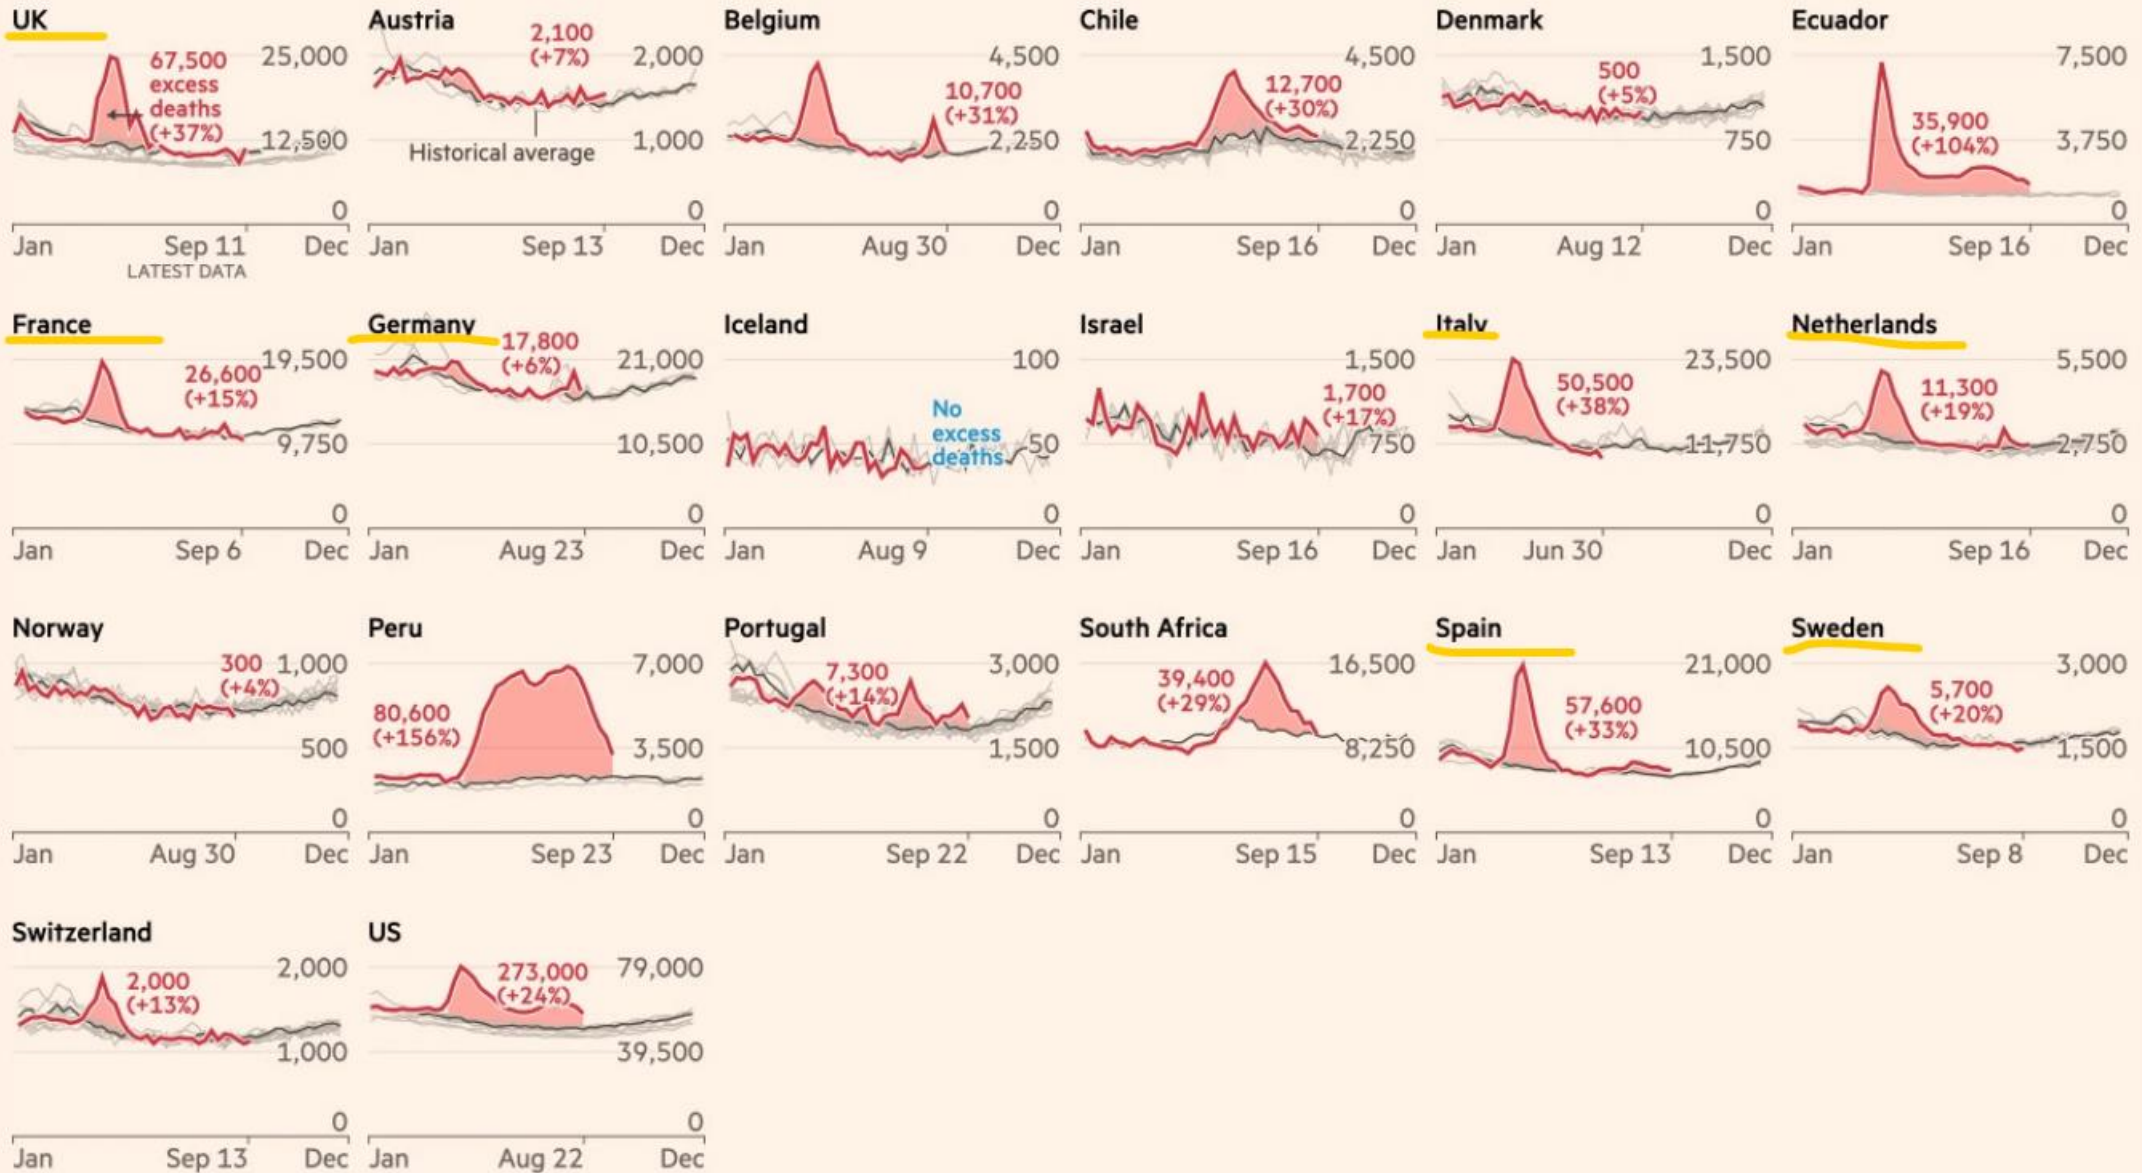 UK
67,500
excess
deaths
(+37%)
25,000
12,500
0
Jan
Sep 11
Dec
LATEST DATA
Austria
2,100
(+7%)
2,000
1,000
Historical average
0
Jan
Sep 13
Dec
Belgium
4,500
10,700
(+31%)
2,250
0
Jan
Aug 30
Dec
Chile
4,500
12,700
(+30%)
2,250
0
Jan
Sep 16
Dec
Denmark
1,500
500
(+5%)
750
0
Jan
Aug 12
Dec
Ecuador
7,500
35,900
(+104%)
3,750
0
Jan
Sep 16
Dec
France
19,500
26,600
(+15%)
9,750
0
Jan
Sep 6
Dec
Germany
17,800
(+6%)
21,000
10,500
0
Jan
Aug 23
Dec
Iceland
100
No
excess
deaths
50
0
Jan
Aug 9
Dec
Israel
1,500
1,700
(+17%)
750
0
Jan
Sep 16
Dec
Italy
23,500
50,500
(+38%)
11,750
0
Jan
Jun 30
Dec
Netherlands
5,500
11,300
(+19%)
2,750
0
Jan
Sep 16
Dec
Norway
300
(+4%)
1,000
500
0
Jan
Aug 30
Dec
Peru
7,000
80,600
(+156%)
3,500
0
Jan
Sep 23
Dec
Portugal
7,300
(+14%)
3,000
1,500
0
Jan
Sep 22
Dec
South Africa
16,500
39,400
(+29%)
8,250
0
Jan
Sep 15
Dec
Spain
21,000
57,600
(+33%)
10,500
0
Jan
Sep 13
Dec
Sweden
3,000
5,700
(+20%)
1,500
0
Jan
Sep 8
Dec
Switzerland
2,000
2,000
(+13%)
1,000
0
Jan
Sep 13
Dec
US
273,000
(+24%)
79,000
39,500
0
Jan
Aug 22
Dec